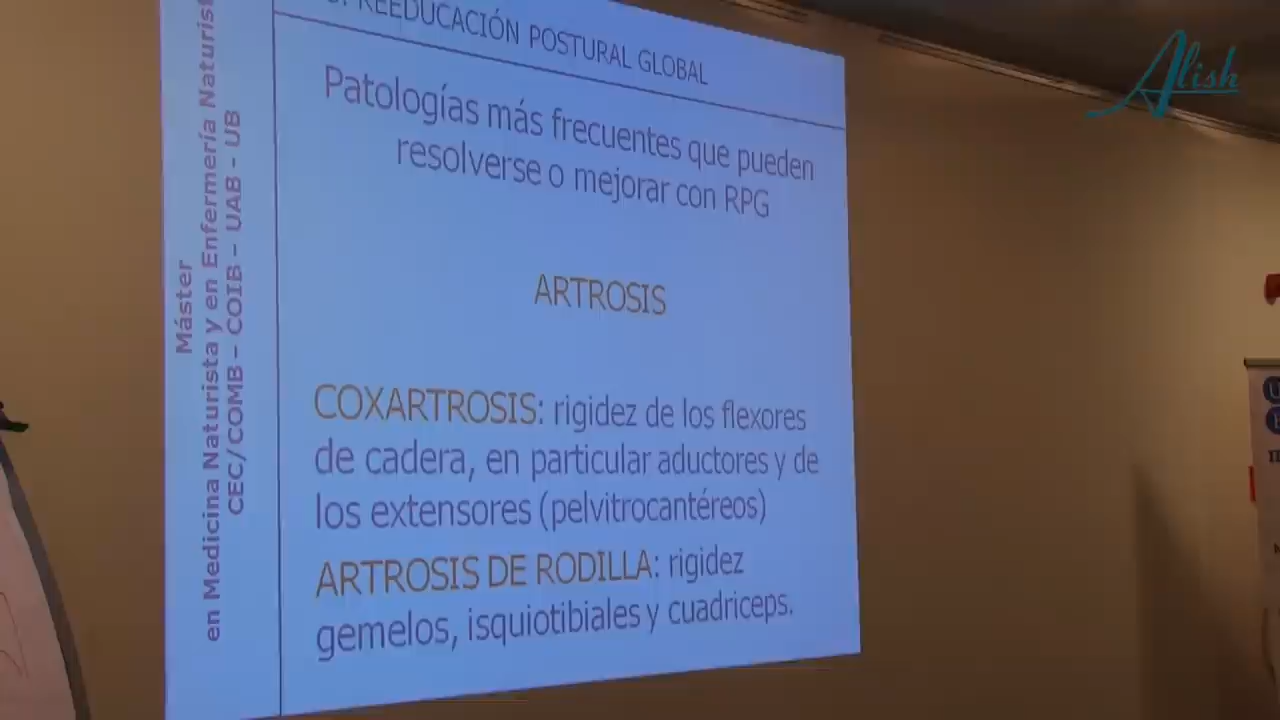 REEDUCACIÓN POSTURAL GLOBAL
Patologías más frecuentes que pueden
resolverse o mejorar con RPG
ARTROSIS
COXARTROSIS: rigidez de los flexores
de cadera, en particular aductores y de
los extensores (pelvitrocantéreos)
ARTROSIS DE RODILLA: rigidez
gemelos, isquiotibiales y cuadriceps.
Máster
en Medicina Naturista y en Enfermería Naturist
CEC/COMB – COIB – UAB - UB
Alish